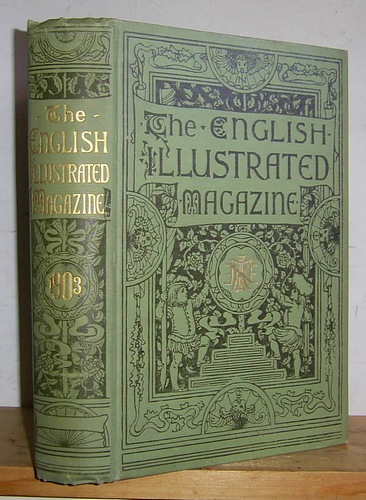 The
ENGLISH
ILLUSTRATED
MAGAZINE
1903
The · ENGLISH
ILLUSTRATED
MAGAZINE